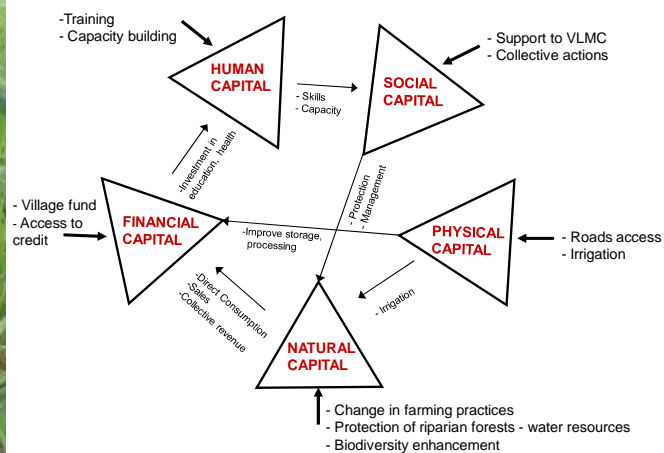 -Training
- Capacity building
HUMAN
CAPITAL
- Skills
- Capacity
SOCIAL
CAPITAL
- Support to VLMC
- Collective actions
-Investment in
education, health
-Protection
- Management
- Village fund
- Access to
credit
FINANCIAL
CAPITAL
-Improve storage,
processing
PHYSICAL
CAPITAL
- Roads access
- Irrigation
-Direct Consumption
-Sales
-Collective revenue
- Irrigation
NATURAL
CAPITAL
- Change in farming practices
- Protection of riparian forests - water resources
- Biodiversity enhancement